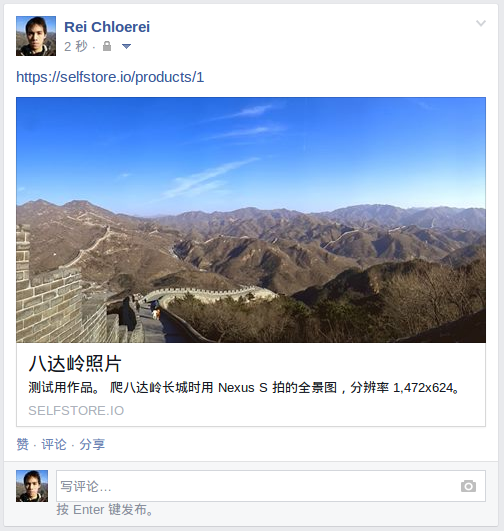 Rei Chloerei
2 秒 ·
https://selfstore.io/products/1
八达岭照片
测试用作品。 爬八达岭长城时用 Nexus S 拍的全景图，分辨率 1,472x624。
SELFSTORE.IO
赞 · 评论 · 分享
写评论…
按 Enter 键发布。